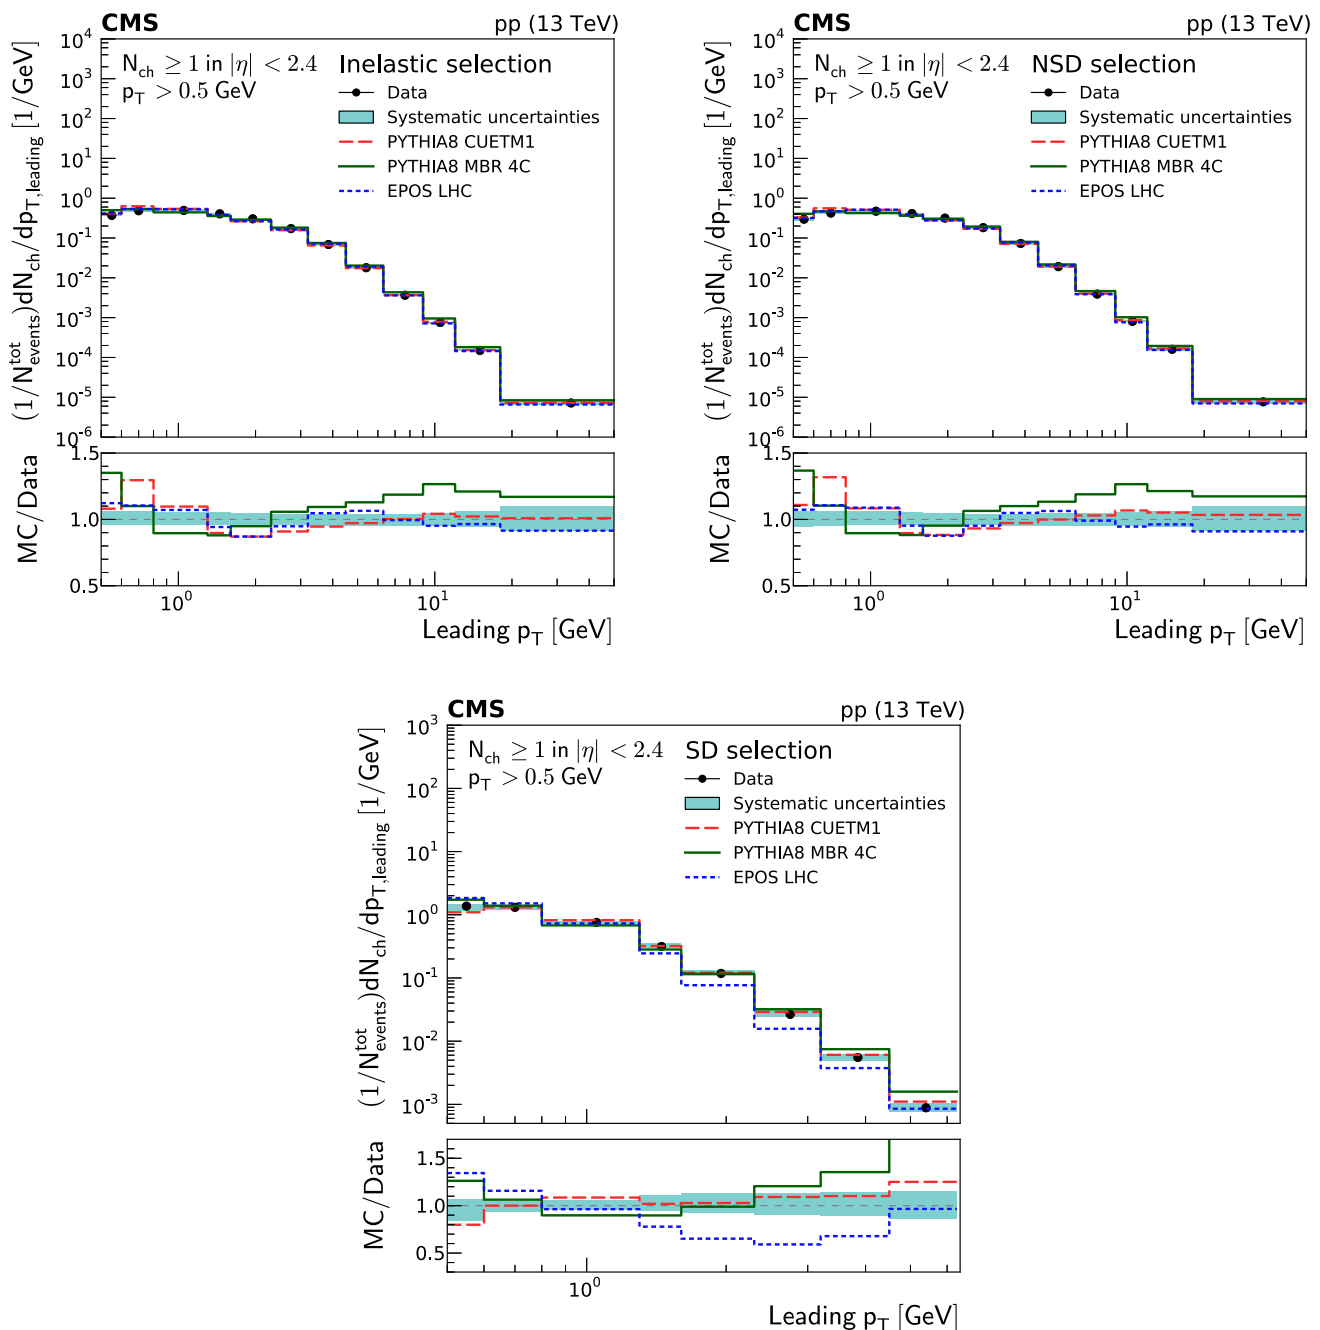 CMS pp (13 TeV)
N_ch ≥ 1 in |η| < 2.4 Inelastic selection
p_T > 0.5 GeV
Data
Systematic uncertainties
PYTHIA8 CUETM1
PYTHIA8 MBR 4C
EPOS LHC
(1/N^tot_events)dN_ch/dp_T,leading [1/GeV]
10^4
10^3
10^2
10^1
10^0
10^-1
10^-2
10^-3
10^-4
10^-5
10^-6
MC/Data
1.5
1.0
0.5
10^0 10^1
Leading p_T [GeV]
CMS pp (13 TeV)
N_ch ≥ 1 in |η| < 2.4 NSD selection
p_T > 0.5 GeV
Data
Systematic uncertainties
PYTHIA8 CUETM1
PYTHIA8 MBR 4C
EPOS LHC
(1/N^tot_events)dN_ch/dp_T,leading [1/GeV]
10^4
10^3
10^2
10^1
10^0
10^-1
10^-2
10^-3
10^-4
10^-5
10^-6
MC/Data
1.5
1.0
0.5
10^0 10^1
Leading p_T [GeV]
CMS pp (13 TeV)
N_ch ≥ 1 in |η| < 2.4 SD selection
p_T > 0.5 GeV
Data
Systematic uncertainties
PYTHIA8 CUETM1
PYTHIA8 MBR 4C
EPOS LHC
(1/N^tot_events)dN_ch/dp_T,leading [1/GeV]
10^3
10^2
10^1
10^0
10^-1
10^-2
10^-3
MC/Data
1.5
1.0
0.5
10^0
Leading p_T [GeV]